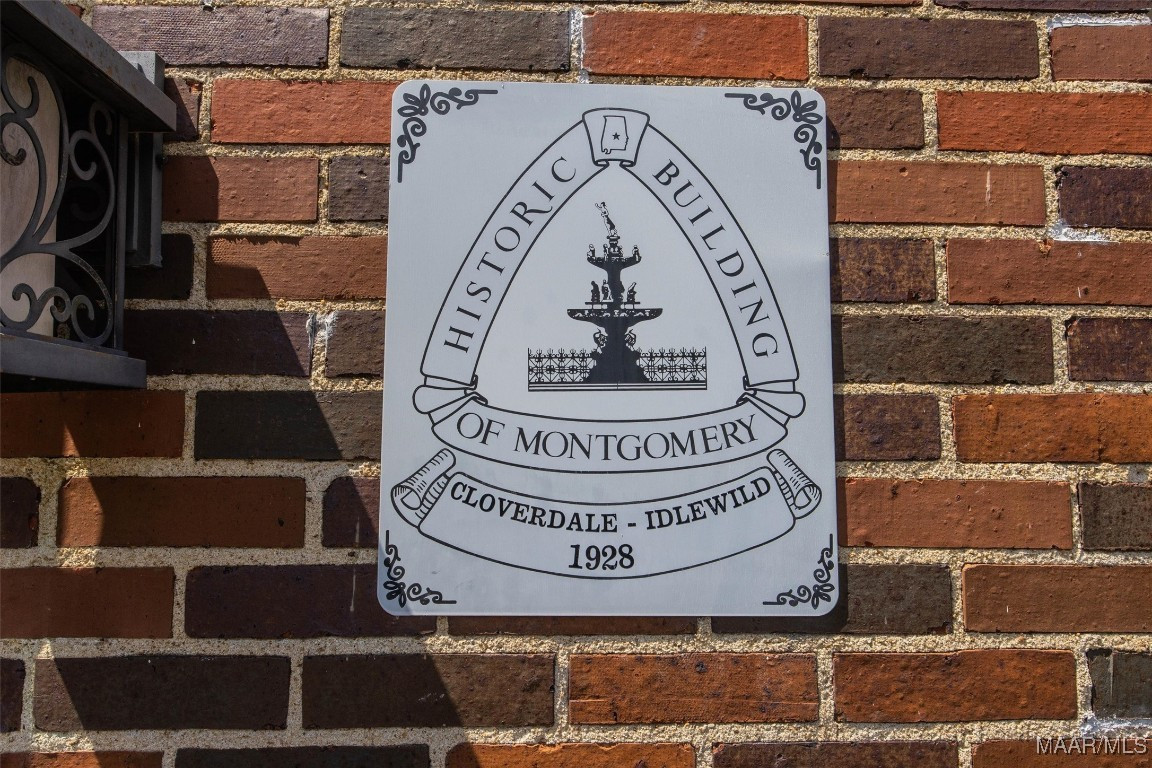 HISTORIC BUILDING
OF MONTGOMERY
CLOVERDALE - IDLEWILD
1928
MAAR/MLS